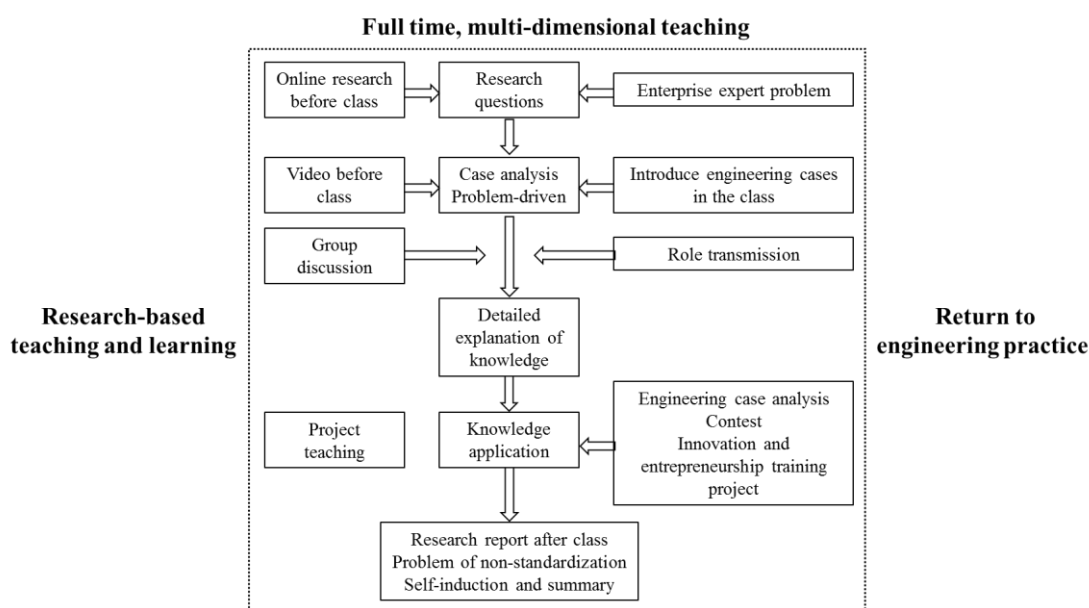 Full time, multi-dimensional teaching
Online research
before class
Research
questions
Enterprise expert problem
Video before
class
Case analysis
Problem-driven
Introduce engineering cases
in the class
Group
discussion
Role transmission
Research-based
teaching and learning
Detailed
explanation of
knowledge
Return to
engineering practice
Project
teaching
Knowledge
application
Engineering case analysis
Contest
Innovation and
entrepreneurship training
project
Research report after class
Problem of non-standardization
Self-induction and summary